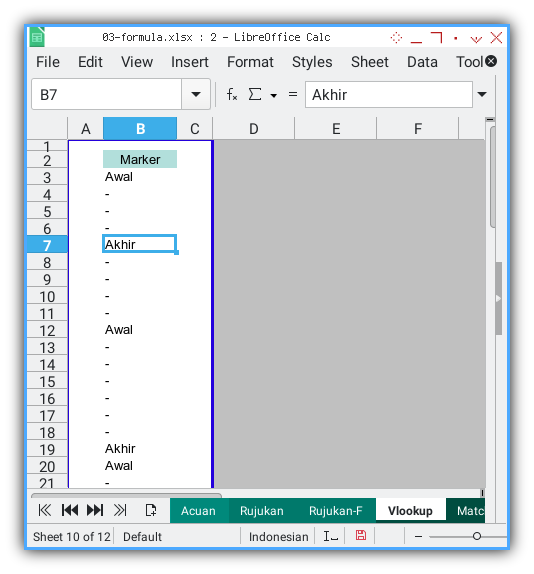 03-formula.xlsx : 2 - LibreOffice Calc
File Edit View Insert Format Styles Sheet Data Tool
B7 fx Σ = Akhir
A B C D E F
1
2 Marker
3 Awal
4 -
5 -
6 -
7 Akhir
8 -
9 -
10 -
11 -
12 Awal
13 -
14 -
15 -
16 -
17 -
18 -
19 Akhir
20 Awal
21 -
Acuan Rujukan Rujukan-F Vlookup Matc
Sheet 10 of 12 Default Indonesian